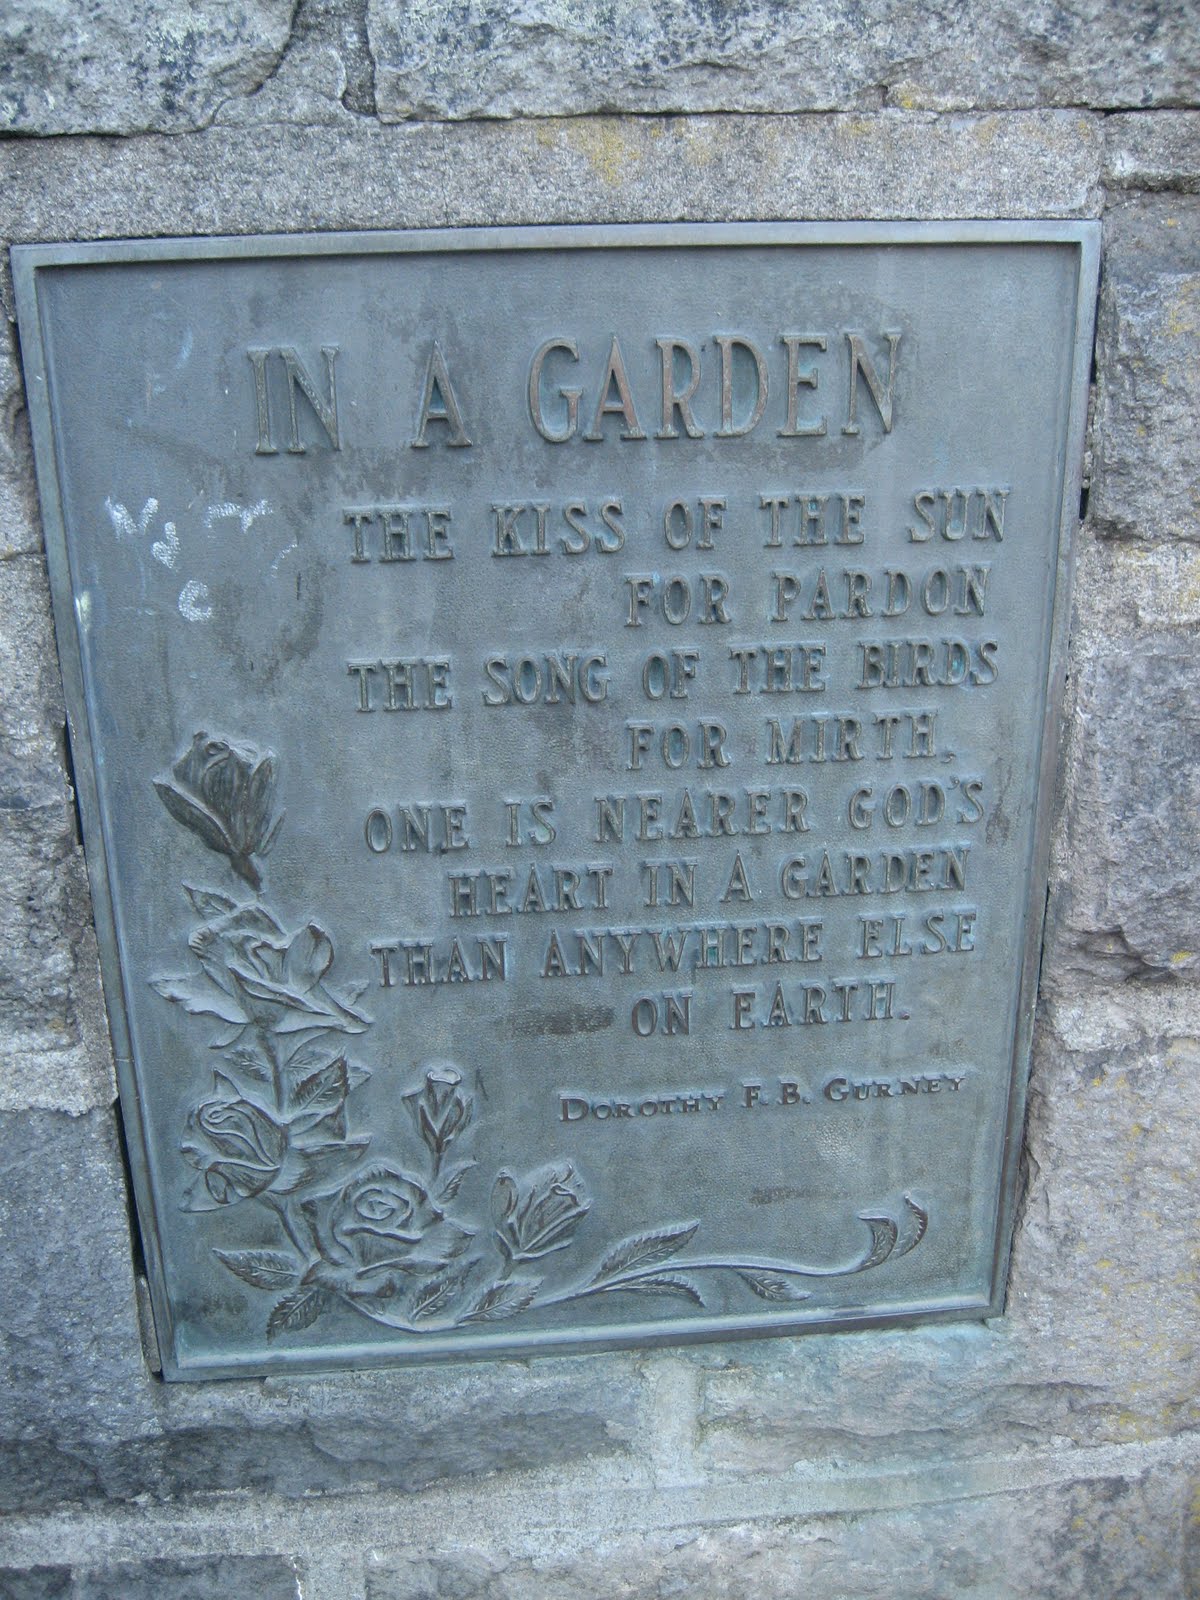 IN A GARDEN
THE KISS OF THE SUN
FOR PARDON
THE SONG OF THE BIRDS
FOR MIRTH,
ONE IS NEARER GOD'S
HEART IN A GARDEN
THAN ANYWHERE ELSE
ON EARTH.
DOROTHY F. B. GURNEY